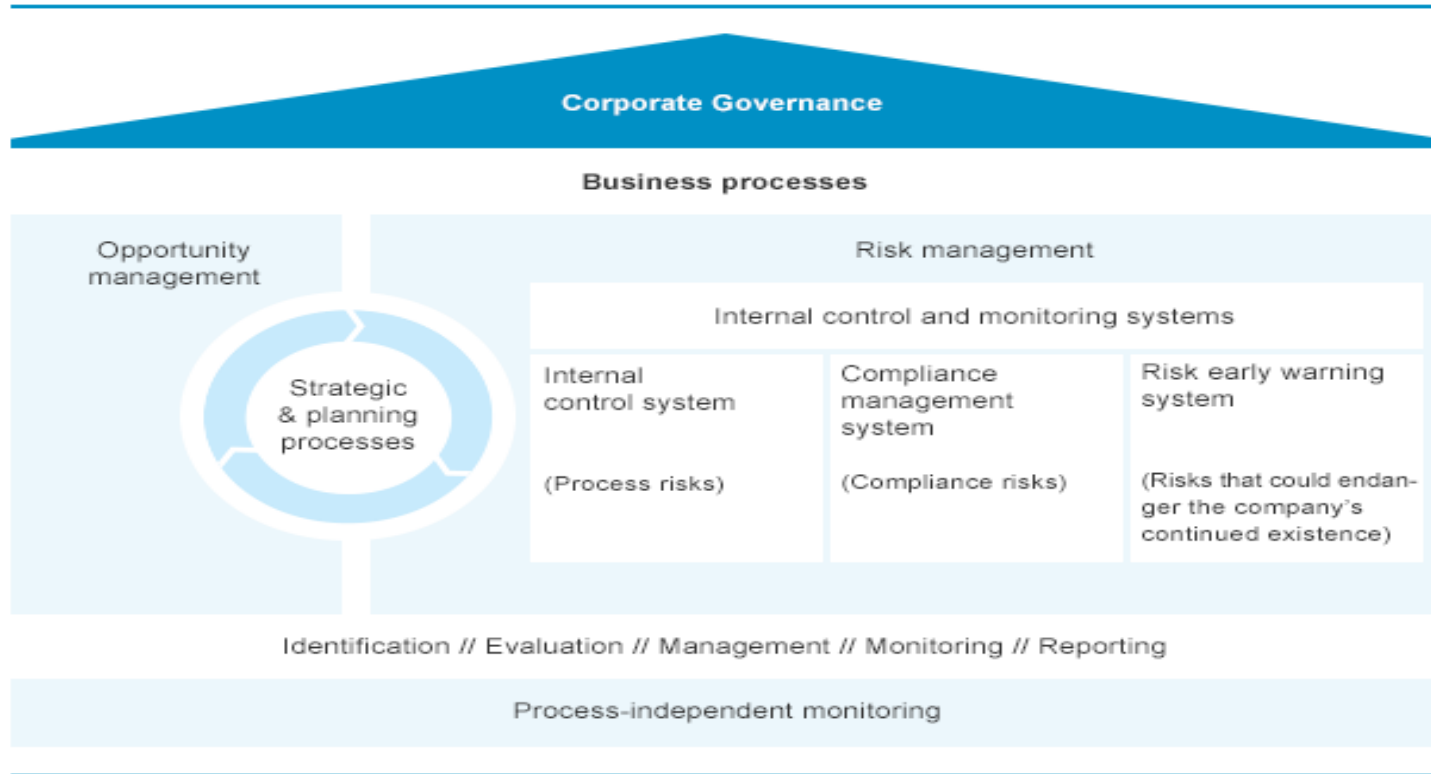 Corporate Governance
Business processes
Opportunity
management
Risk management
Internal control and monitoring systems
Strategic
& planning
processes
Internal
control system
(Process risks)
Compliance
management
system
(Compliance risks)
Risk early warning
system
(Risks that could endan-
ger the company’s
continued existence)
Identification // Evaluation // Management // Monitoring // Reporting
Process-independent monitoring